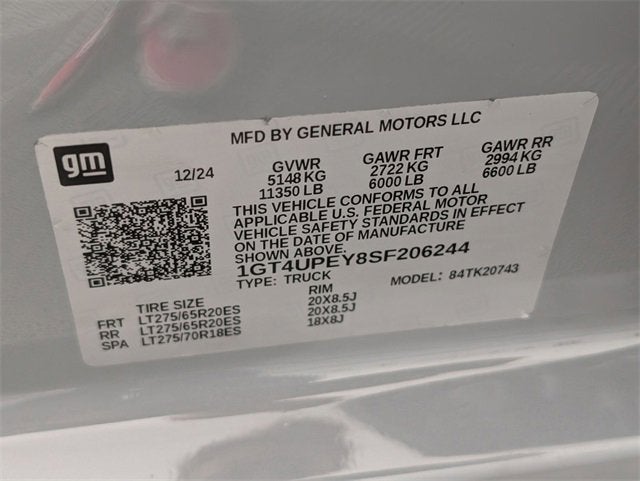 MFD BY GENERAL MOTORS LLC
gm
12/24
GVWR GAWR FRT GAWR RR
5148 KG 2722 KG 2994 KG
11350 LB 6000 LB 6600 LB
THIS VEHICLE CONFORMS TO ALL
APPLICABLE U.S. FEDERAL MOTOR
VEHICLE SAFETY STANDARDS IN EFFECT
ON THE DATE OF MANUFACTURE
SHOWN ABOVE.
1GT4UPEY8SF206244
TYPE: TRUCK MODEL: 84TK20743
TIRE SIZE RIM
FRT LT275/65R20ES 20X8.5J
RR LT275/65R20ES 20X8.5J
SPA LT275/70R18ES 18X8J